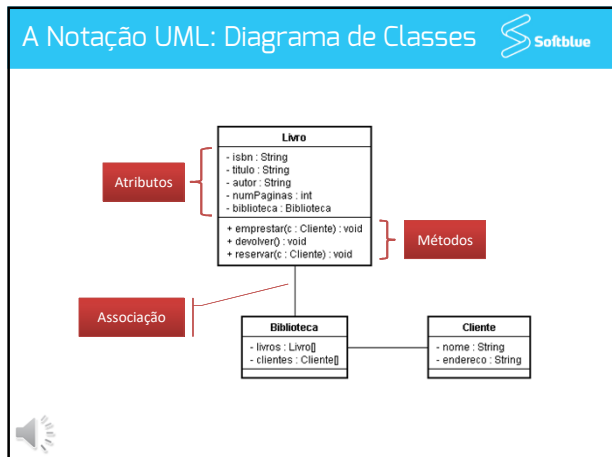 A Notação UML: Diagrama de Classes
Softblue
Livro
- isbn : String
- titulo : String
- autor : String
- numPaginas : int
- biblioteca : Biblioteca
Atributos
+ emprestar(c : Cliente) : void
+ devolver() : void
+ reservar(c : Cliente) : void
Métodos
Associação
Biblioteca
- livros : Livro[]
- clientes : Cliente[]
Cliente
- nome : String
- endereco : String